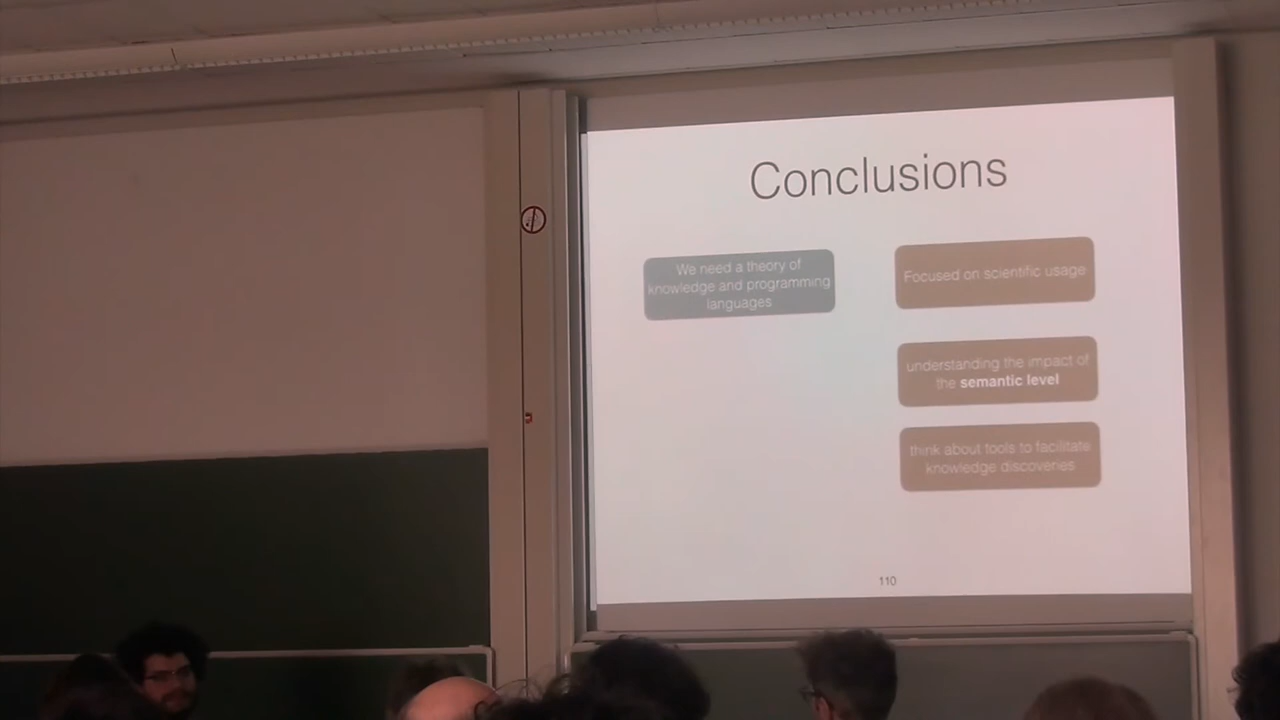 Conclusions
We need a theory of
knowledge and programming
languages
Focused on scientific usage
understanding the impact of
the semantic level
think about tools to facilitate
knowledge discoveries
110